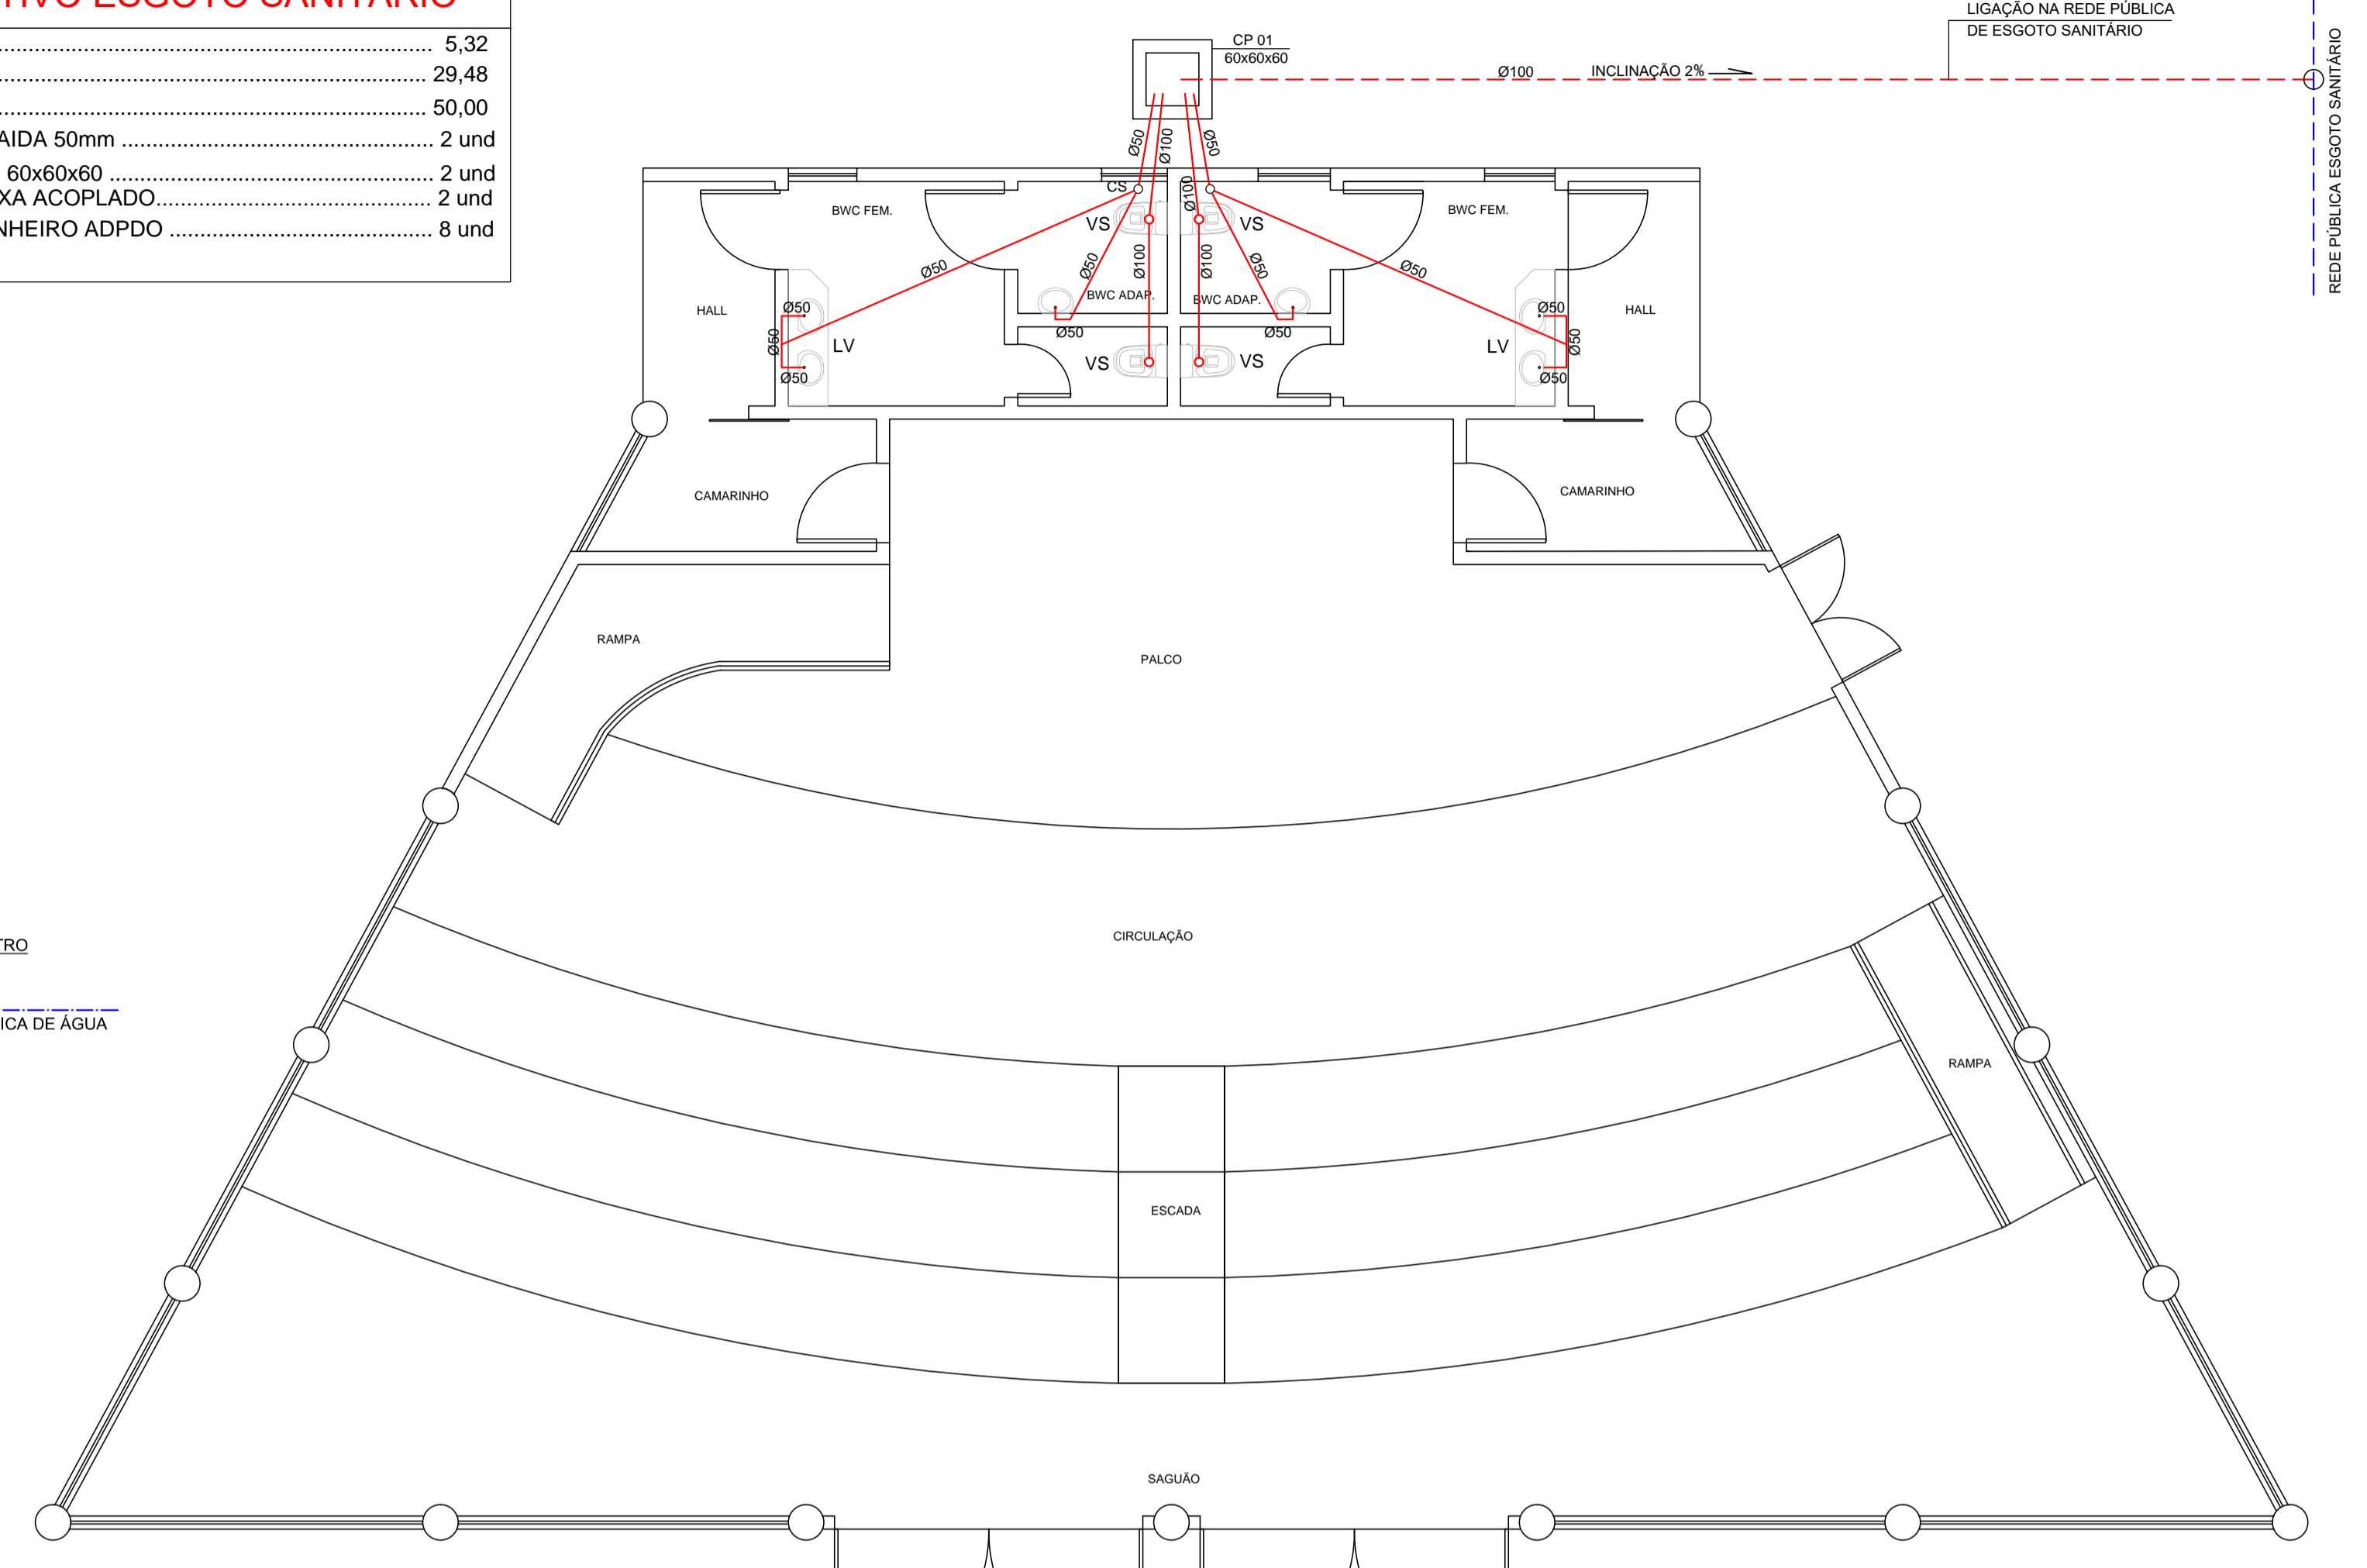 TIVO ESGOTO SANITÁRIO
5,32
29,48
50,00
AIDA 50mm ................................................... 2 und
60x60x60 ..................................................... 2 und
XA ACOPLADO.............................................. 2 und
NHEIRO ADPDO ............................................ 8 und
CP 01
60x60x60
Ø100
INCLINAÇÃO 2%
LIGAÇÃO NA REDE PÚBLICA
DE ESGOTO SANITÁRIO
REDE PÚBLICA ESGOTO SANITÁRIO
Ø50
Ø100
Ø50
CS
Ø100
BWC FEM.
VS
VS
BWC FEM.
Ø50
Ø50
Ø100
Ø100
Ø50
Ø50
BWC ADAP.
BWC ADAP.
HALL
Ø50
Ø50
HALL
Ø50
Ø50
Ø50
Ø50
LV
LV
VS
VS
Ø50
Ø50
CAMARINHO
CAMARINHO
RAMPA
PALCO
CIRCULAÇÃO
TRO
ICA DE ÁGUA
RAMPA
ESCADA
SAGUÃO